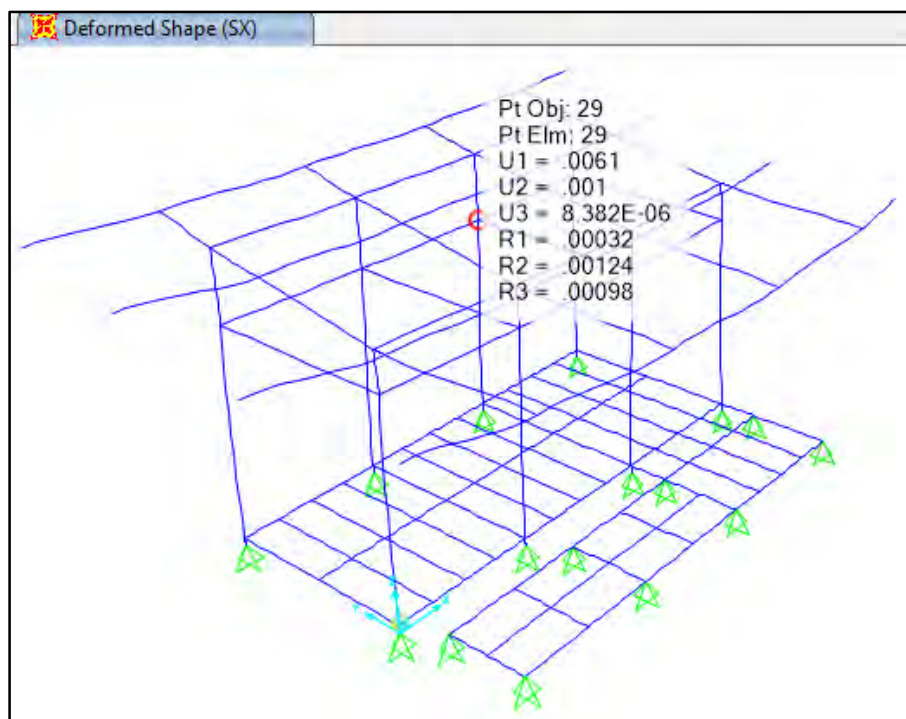 Deformed Shape (SX)
Pt Obj: 29
Pt Elm: 29
U1 = .0061
U2 = .001
U3 = 8.382E-06
R1 = .00032
R2 = .00124
R3 = .00098